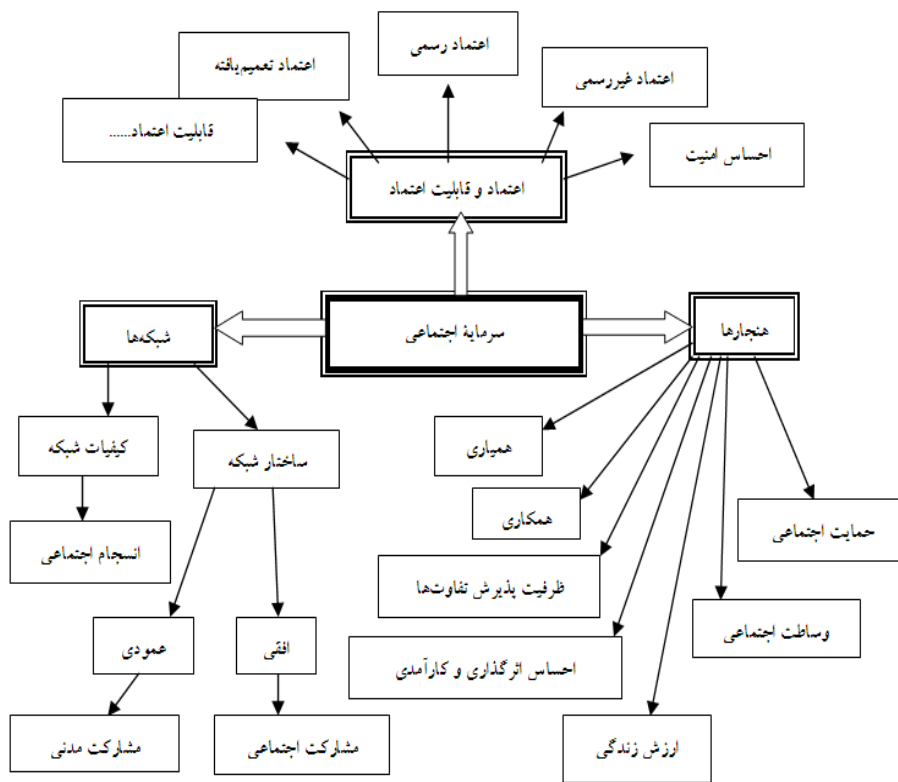 اعتماد رسمی
اعتماد تعمیم‌یافته
اعتماد غیررسمی
قابلیت اعتماد......
احساس امنیت
اعتماد و قابلیت اعتماد
سرمایۀ اجتماعی
هنجارها
شبکه‌ها
همیاری
کیفیات شبکه
ساختار شبکه
همکاری
حمایت اجتماعی
انسجام اجتماعی
ظرفیت پذیرش تفاوت‌ها
وساطت اجتماعی
افقی
عمودی
احساس اثرگذاری و کارآمدی
ارزش زندگی
مشارکت اجتماعی
مشارکت مدنی